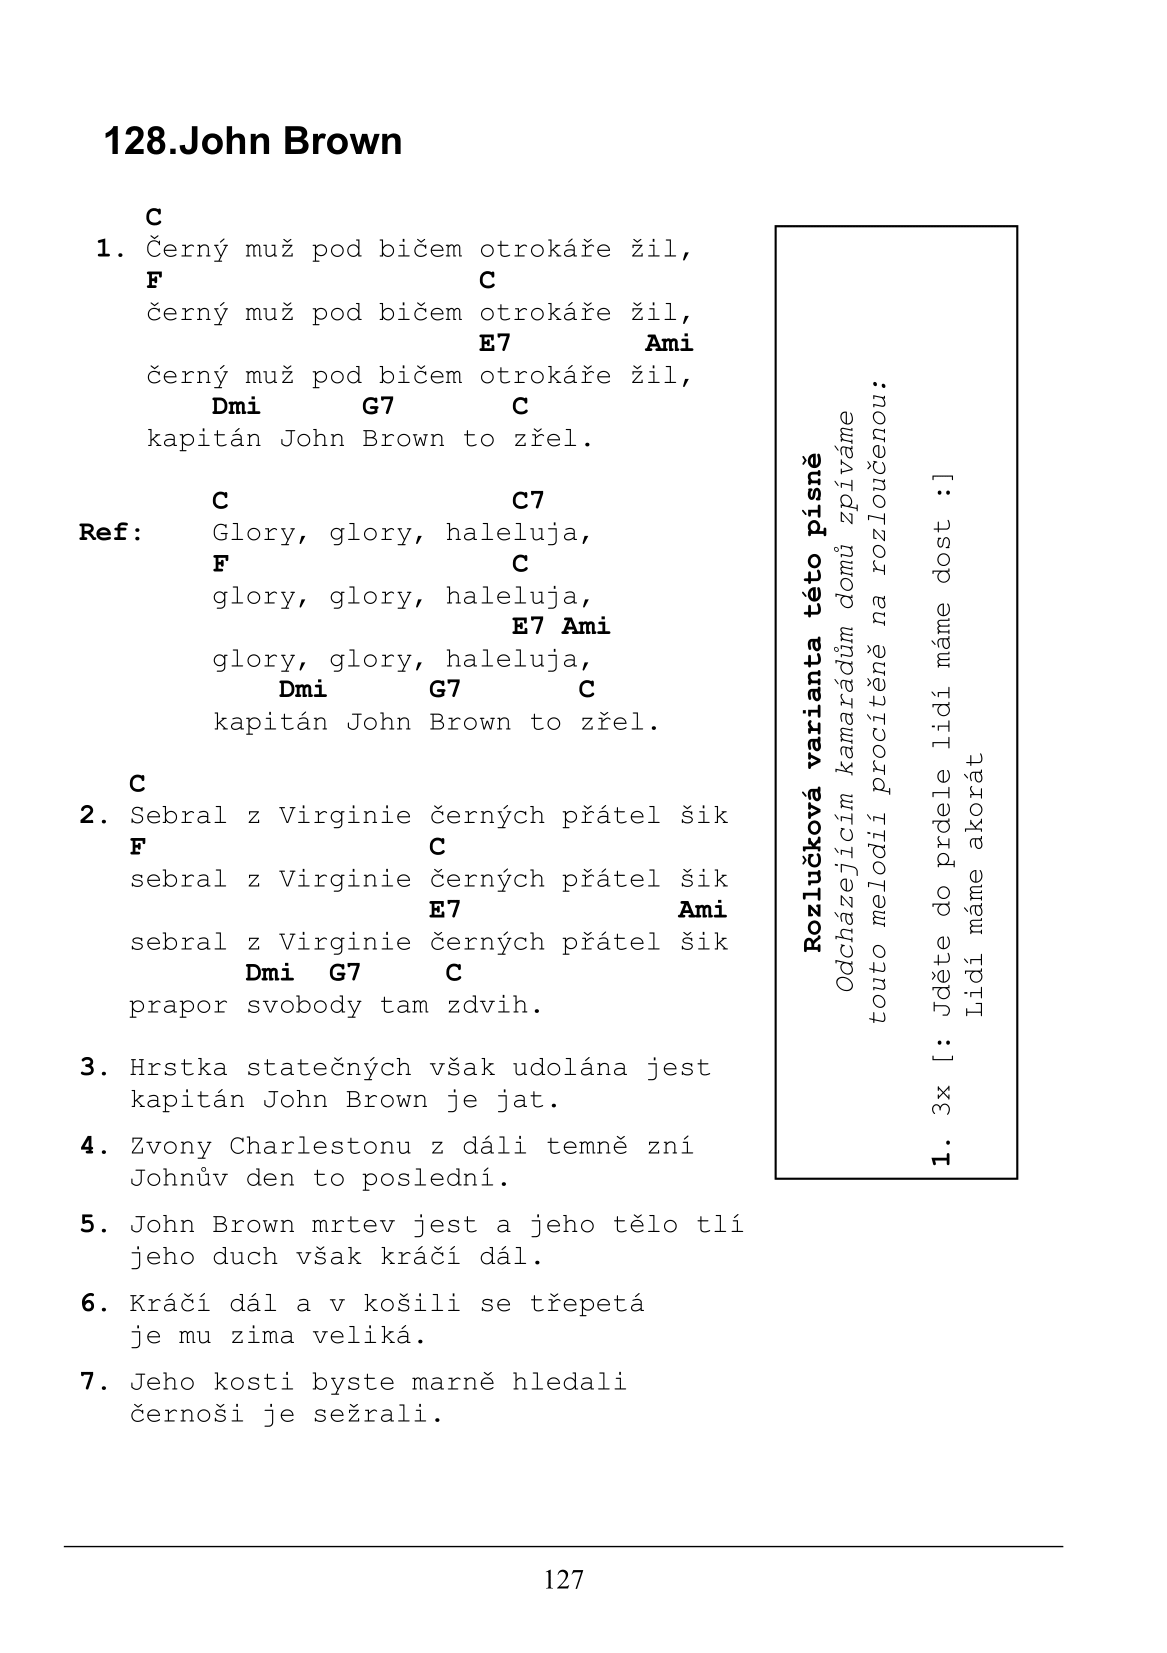 128.John Brown
C
1. Černý muž pod bičem otrokáře žil,
F C
černý muž pod bičem otrokáře žil,
E7 Ami
černý muž pod bičem otrokáře žil,
Dmi G7 C
kapitán John Brown to zřel.
C C7
Ref: Glory, glory, haleluja,
F C
glory, glory, haleluja,
E7 Ami
glory, glory, haleluja,
Dmi G7 C
kapitán John Brown to zřel.
C
2. Sebral z Virginie černých přátel šik
F C
sebral z Virginie černých přátel šik
E7 Ami
sebral z Virginie černých přátel šik
Dmi G7 C
prapor svobody tam zdvih.
3. Hrstka statečných však udolána jest
kapitán John Brown je jat.
4. Zvony Charlestonu z dáli temně zní
Johnův den to poslední.
5. John Brown mrtev jest a jeho tělo tlí
jeho duch však kráčí dál.
6. Kráčí dál a v košili se třepetá
je mu zima veliká.
7. Jeho kosti byste marně hledali
černoši je sežrali.
Rozlučková varianta této písně
Odcházejícím kamarádům domů zpíváme
touto melodií procítěně na rozloučenou:
1. 3x [: Jděte do prdele lidí máme dost :]
Lidí máme akorát
127